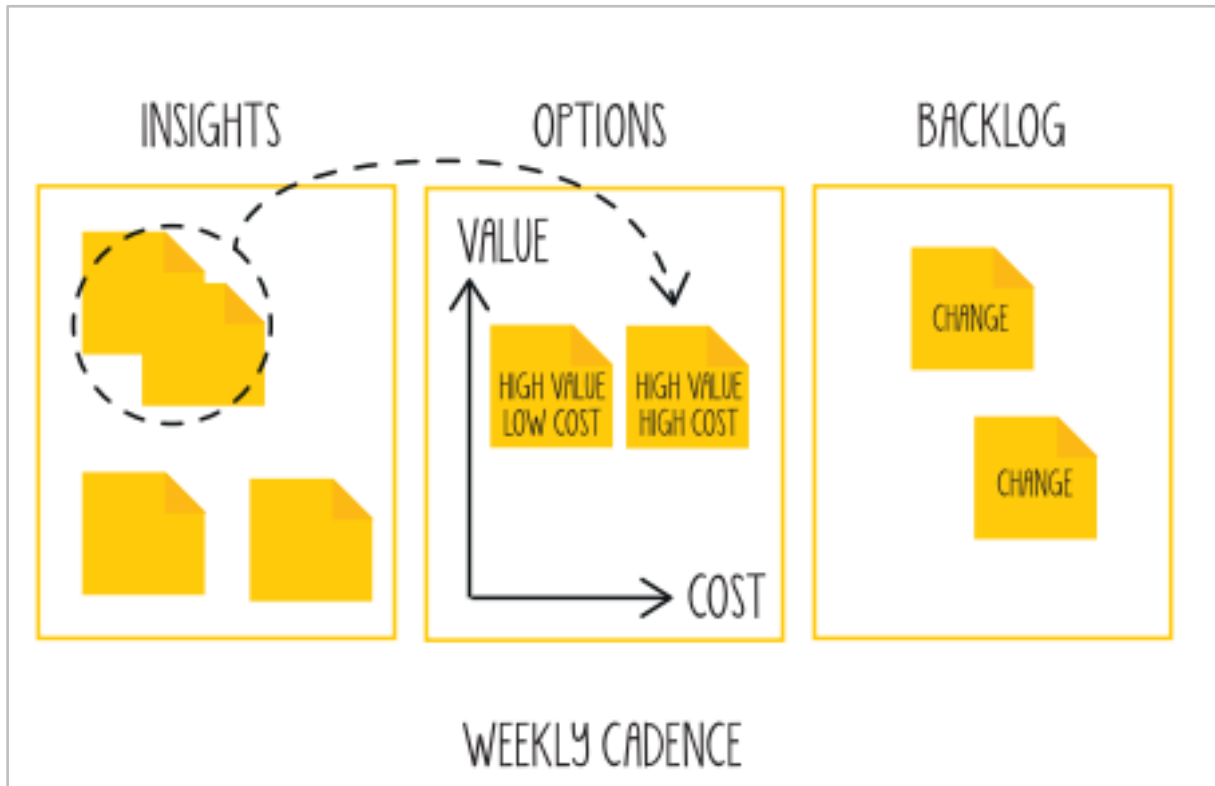 INSIGHTS
OPTIONS
BACKLOG
VALUE
HIGH VALUE
LOW COST
HIGH VALUE
HIGH COST
COST
CHANGE
CHANGE
WEEKLY CADENCE